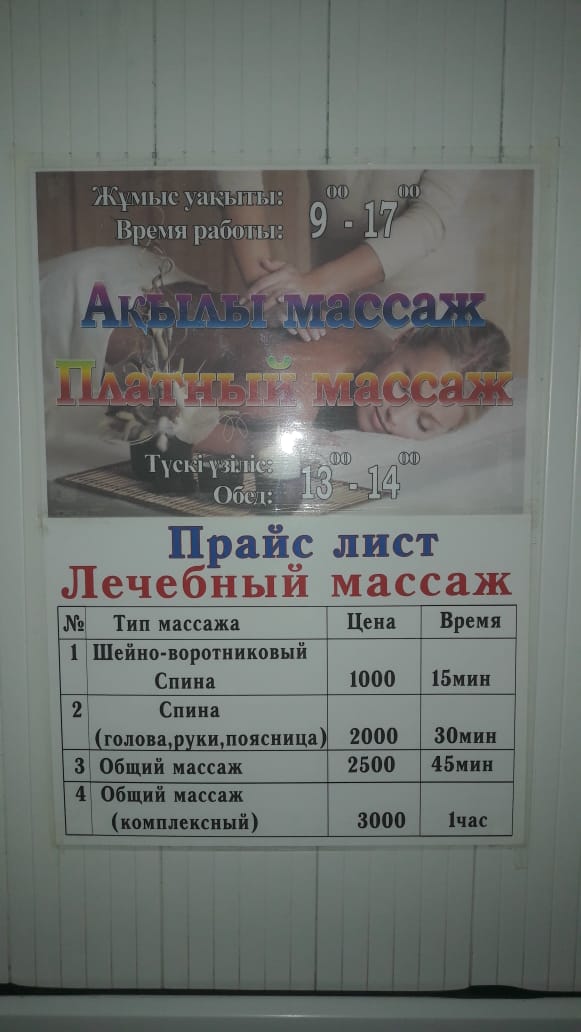 Жұмыс уақыты:
Время работы: 9⁰⁰ - 17⁰⁰
Ақылы массаж
Платный массаж
Түскі үзіліс:
Обед: 13⁰⁰ - 14⁰⁰
Прайс лист
Лечебный массаж
№ Тип массажа Цена Время
1 Шейно-воротниковый
Спина 1000 15мин
2 Спина
(голова,руки,поясница) 2000 30мин
3 Общий массаж 2500 45мин
4 Общий массаж
(комплексный) 3000 1час